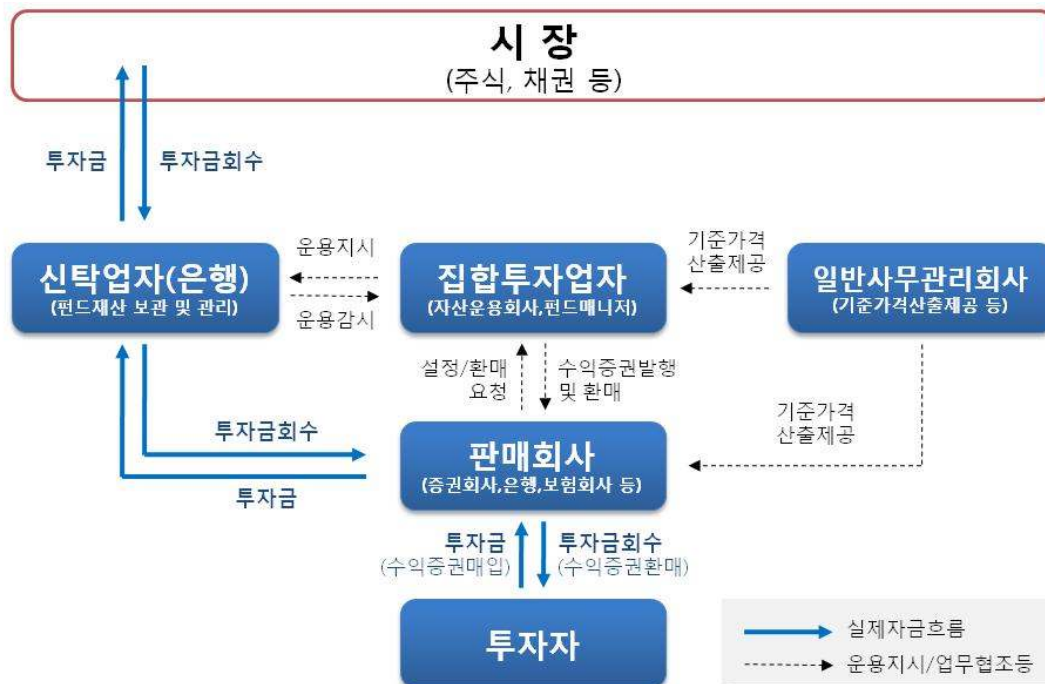 시 장
(주식, 채권 등)
투자금
투자금회수
신탁업자(은행)
(펀드재산 보관 및 관리)
운용지시
운용감시
집합투자업자
(자산운용회사,펀드매니저)
기준가격
산출제공
일반사무관리회사
(기준가격산출제공 등)
설정/환매
요청
수익증권발행
및 환매
기준가격
산출제공
투자금회수
투자금
판매회사
(증권회사,은행,보험회사 등)
투자금
(수익증권매입)
투자금회수
(수익증권환매)
투자자
실제자금흐름
운용지시/업무협조등